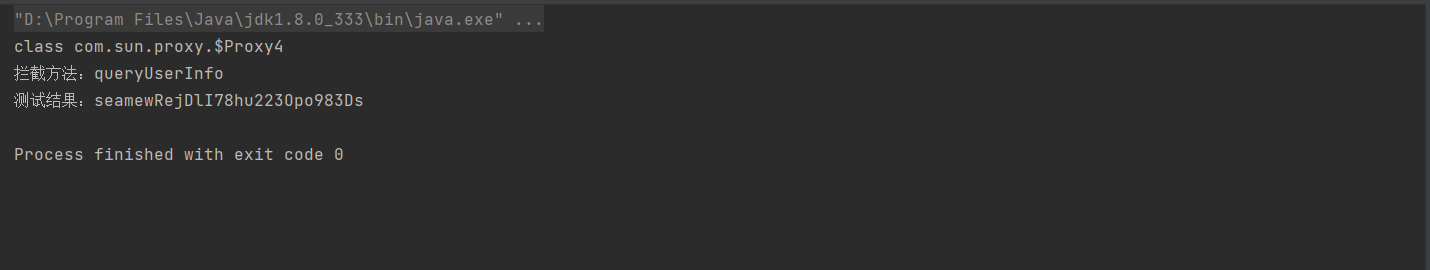 "D:\Program Files\Java\jdk1.8.0_333\bin\java.exe" ...
class com.sun.proxy.$Proxy4
拦截方法：queryUserInfo
测试结果：seamewRejDlI78hu223Opo983Ds
Process finished with exit code 0